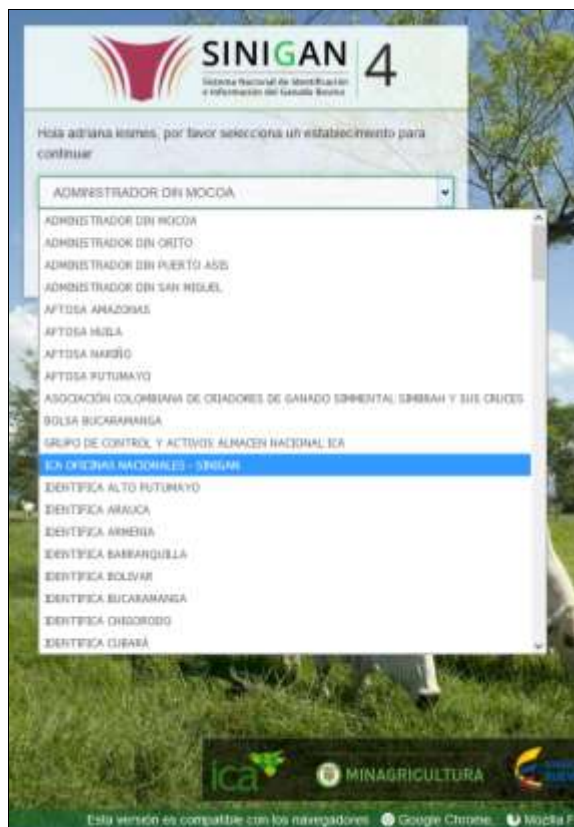 SINIGAN 4
Sistema Nacional de Identificación
e Información del Ganado Bovino
Hola adriana lesmes, por favor selecciona un establecimiento para
continuar
ADMINISTRADOR DIN MOCOA
ADMINISTRADOR DIN MOCOA
ADMINISTRADOR DIN ORITO
ADMINISTRADOR DIN PUERTO ASIS
ADMINISTRADOR DIN SAN MIGUEL
AFTOSA AMAZONAS
AFTOSA HUILA
AFTOSA NARIÑO
AFTOSA PUTUMAYO
ASOCIACIÓN COLOMBIANA DE CRIADORES DE GANADO SIMMENTAL SIMBRAH Y SUS CRUCES
BOLSA BUCARAMANGA
GRUPO DE CONTROL Y ACTIVOS ALMACEN NACIONAL ICA
ICA OFICINAS NACIONALES - SINIGAN
IDENTIFICA ALTO PUTUMAYO
IDENTIFICA ARAUCA
IDENTIFICA ARMENIA
IDENTIFICA BARRANQUILLA
IDENTIFICA BOLIVAR
IDENTIFICA BUCARAMANGA
IDENTIFICA CHIGORODO
IDENTIFICA CUBARÁ
ica MINAGRICULTURA
Esta versión es compatible con los navegadores Google Chrome, Mozilla F